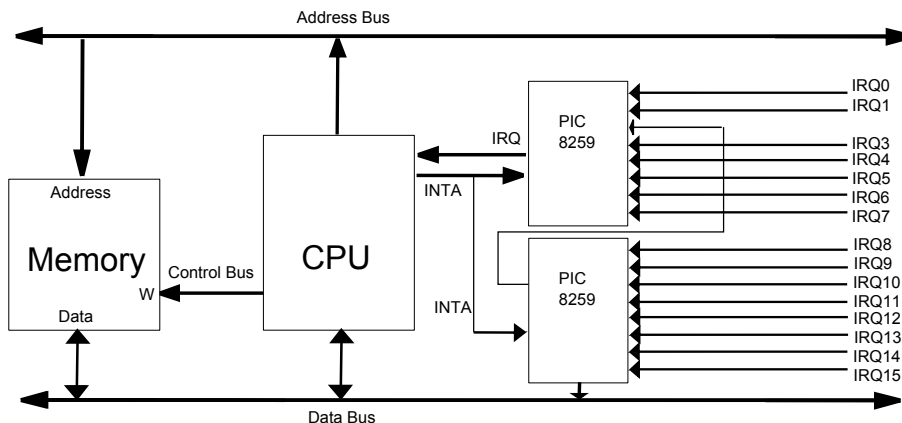 Address Bus
IRQ0
IRQ1
PIC
8259
IRQ
IRQ3
IRQ4
IRQ5
IRQ6
IRQ7
INTA
Address
Memory
CPU
Control Bus
W
Data
INTA
PIC
8259
IRQ8
IRQ9
IRQ10
IRQ11
IRQ12
IRQ13
IRQ14
IRQ15
Data Bus